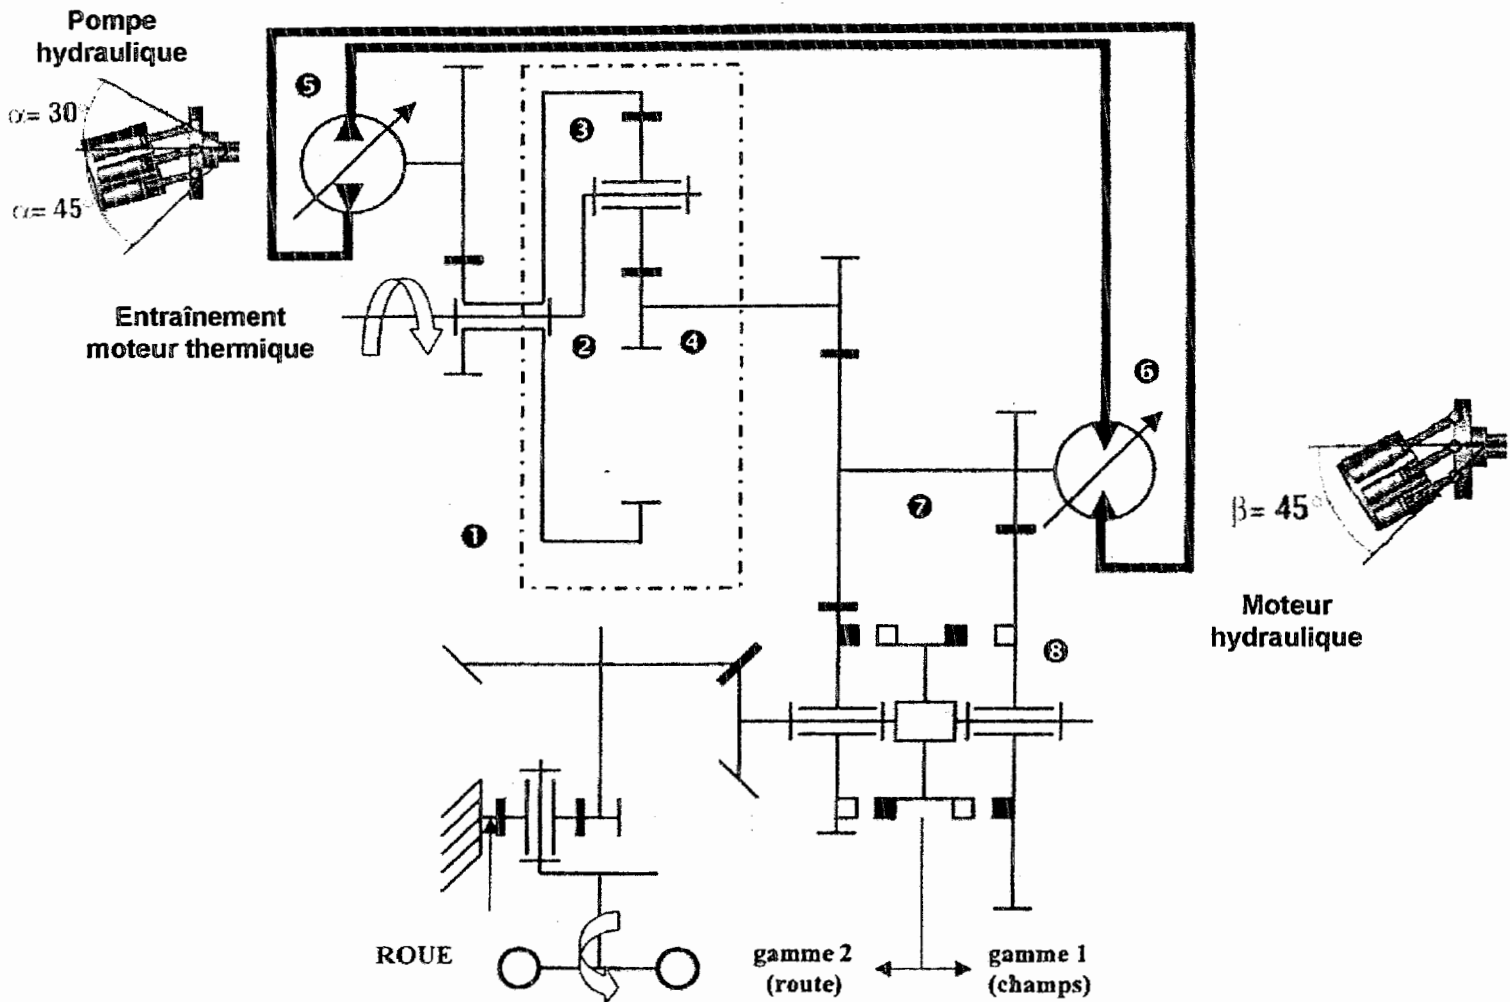 Pompe
hydraulique
α= 30°
α= 45°
❺
❸
Entraînement
moteur thermique
❷
❹
❻
❼
β= 45°
❶
Moteur
hydraulique
❽
ROUE
gamme 2
(route)
gamme 1
(champs)